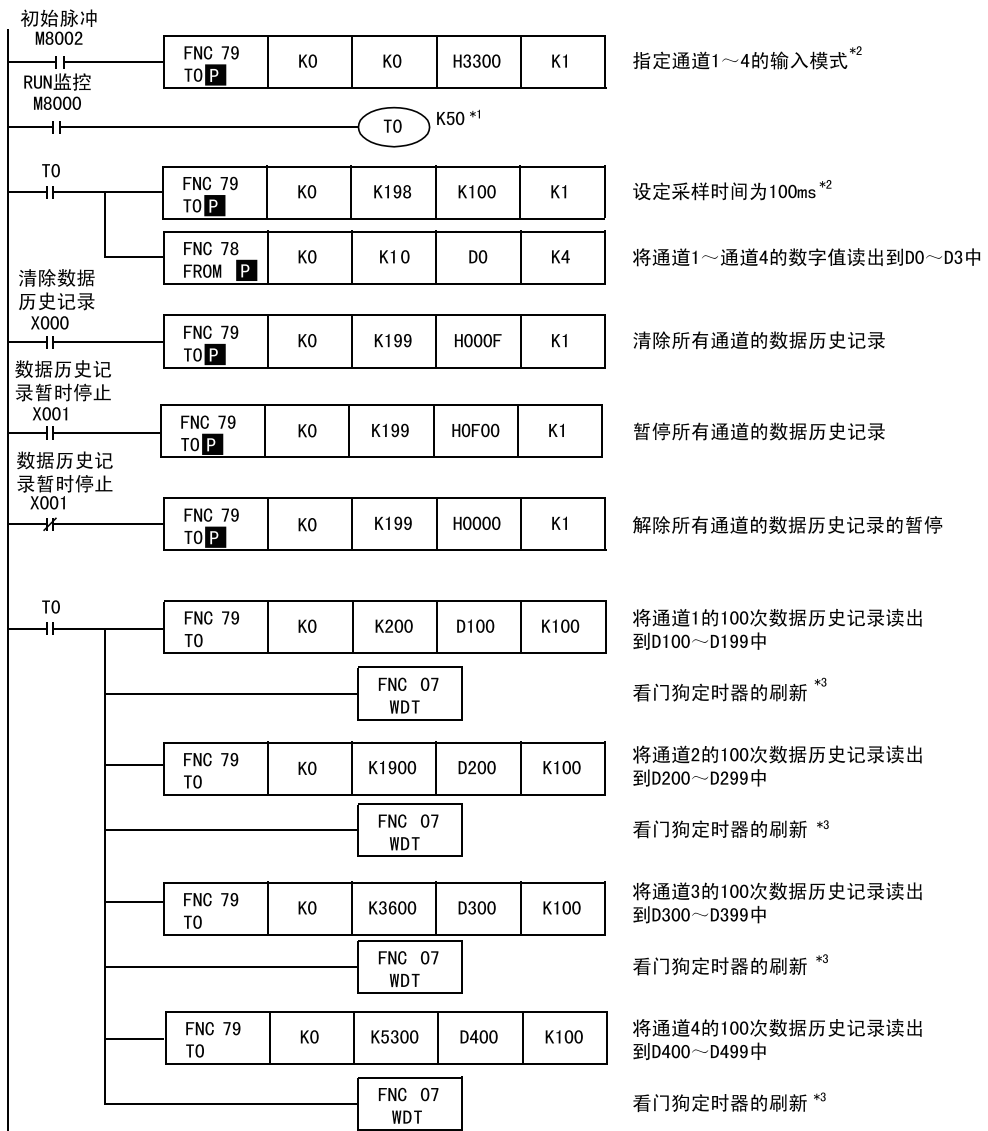 初始脉冲
M8002
FNC 79
TO P
K0
K0
H3300
K1
指定通道1～4的输入模式*2
RUN监控
M8000
T0
K50 *1
T0
FNC 79
TO P
K0
K198
K100
K1
设定采样时间为100ms*2
FNC 78
FROM P
K0
K10
D0
K4
将通道1～通道4的数字值读出到D0～D3中
清除数据
历史记录
X000
FNC 79
TO P
K0
K199
H000F
K1
清除所有通道的数据历史记录
数据历史记
录暂时停止
X001
FNC 79
TO P
K0
K199
H0F00
K1
暂停所有通道的数据历史记录
数据历史记
录暂时停止
X001
FNC 79
TO P
K0
K199
H0000
K1
解除所有通道的数据历史记录的暂停
T0
FNC 79
TO
K0
K200
D100
K100
将通道1的100次数据历史记录读出
到D100～D199中
FNC 07
WDT
看门狗定时器的刷新 *3
FNC 79
TO
K0
K1900
D200
K100
将通道2的100次数据历史记录读出
到D200～D299中
FNC 07
WDT
看门狗定时器的刷新 *3
FNC 79
TO
K0
K3600
D300
K100
将通道3的100次数据历史记录读出
到D300～D399中
FNC 07
WDT
看门狗定时器的刷新 *3
FNC 79
TO
K0
K5300
D400
K100
将通道4的100次数据历史记录读出
到D400～D499中
FNC 07
WDT
看门狗定时器的刷新 *3